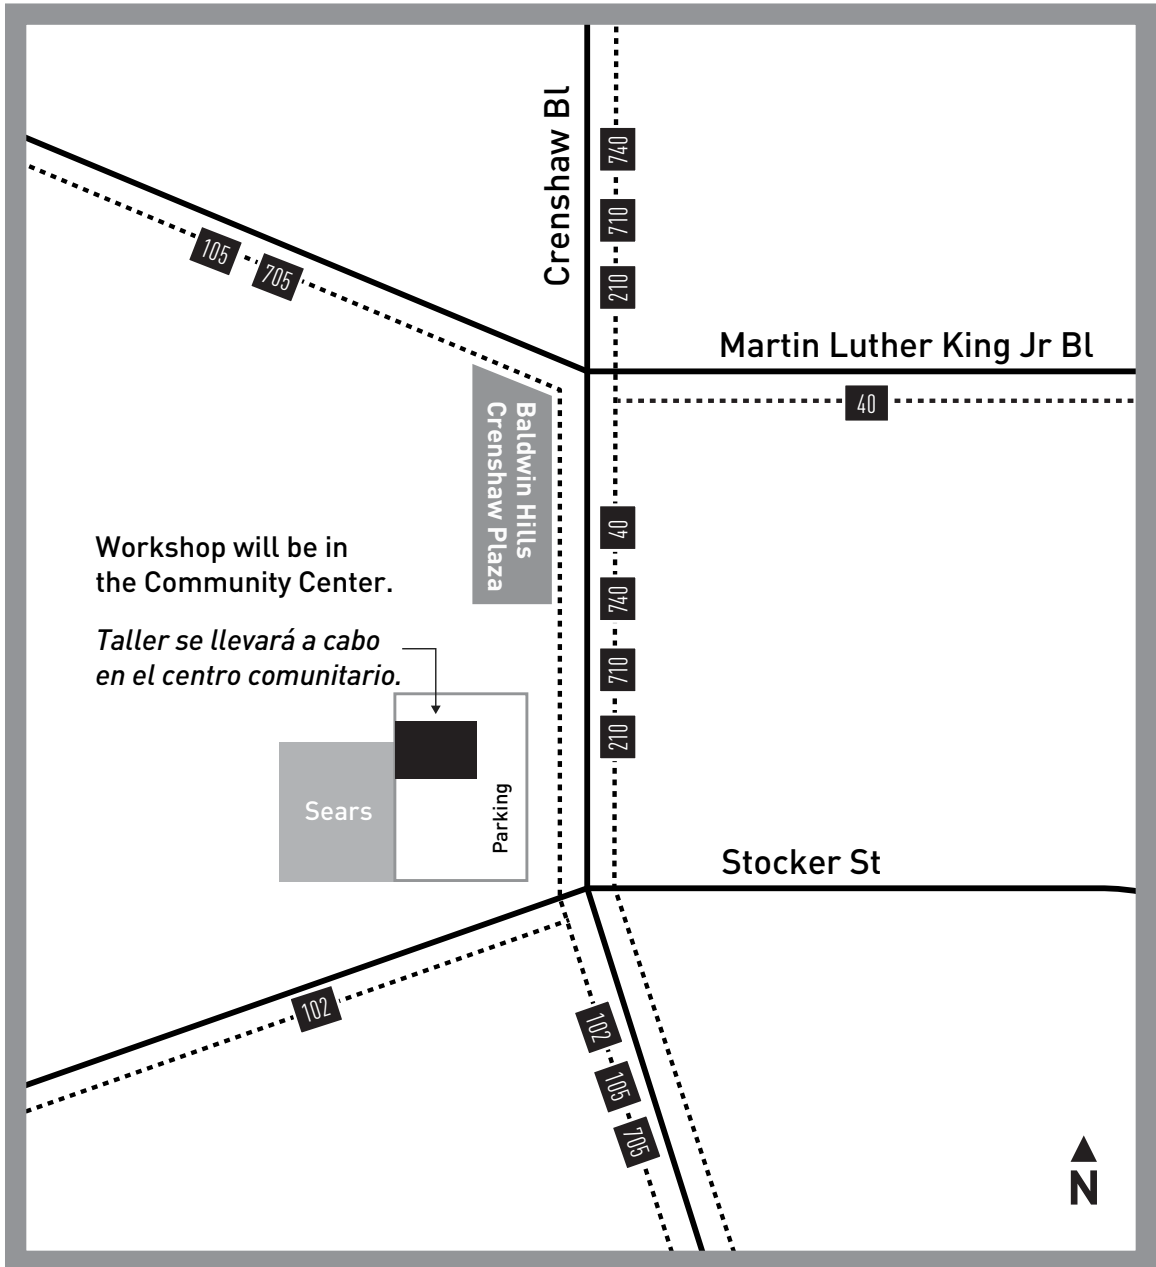 Crenshaw Bl
740
710
210
105
705
Martin Luther King Jr Bl
40
Baldwin Hills
Crenshaw Plaza
40
740
710
210
Workshop will be in
the Community Center.
Taller se llevará a cabo
en el centro comunitario.
Sears
Parking
Stocker St
102
102
105
705
N